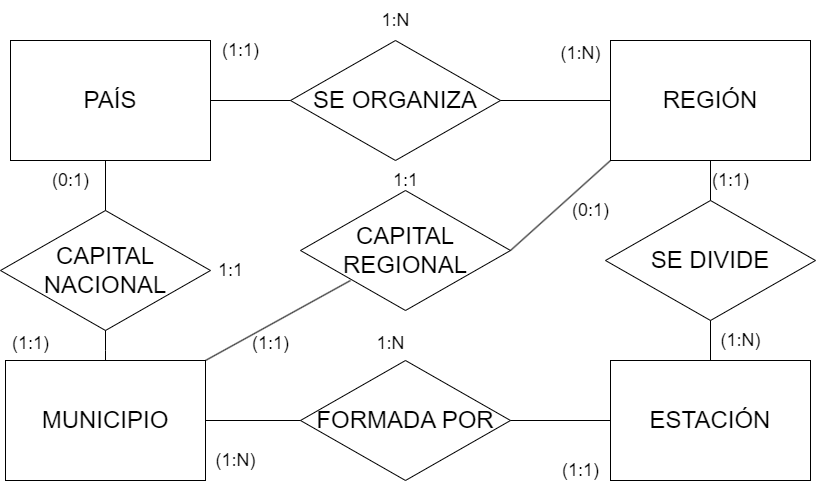 1:N
(1:1)
(1:N)
PAÍS
SE ORGANIZA
REGIÓN
(0:1)
1:1
(1:1)
(0:1)
CAPITAL
NACIONAL
1:1
CAPITAL
REGIONAL
SE DIVIDE
(1:1)
(1:1)
1:N
(1:N)
MUNICIPIO
FORMADA POR
ESTACIÓN
(1:N)
(1:1)